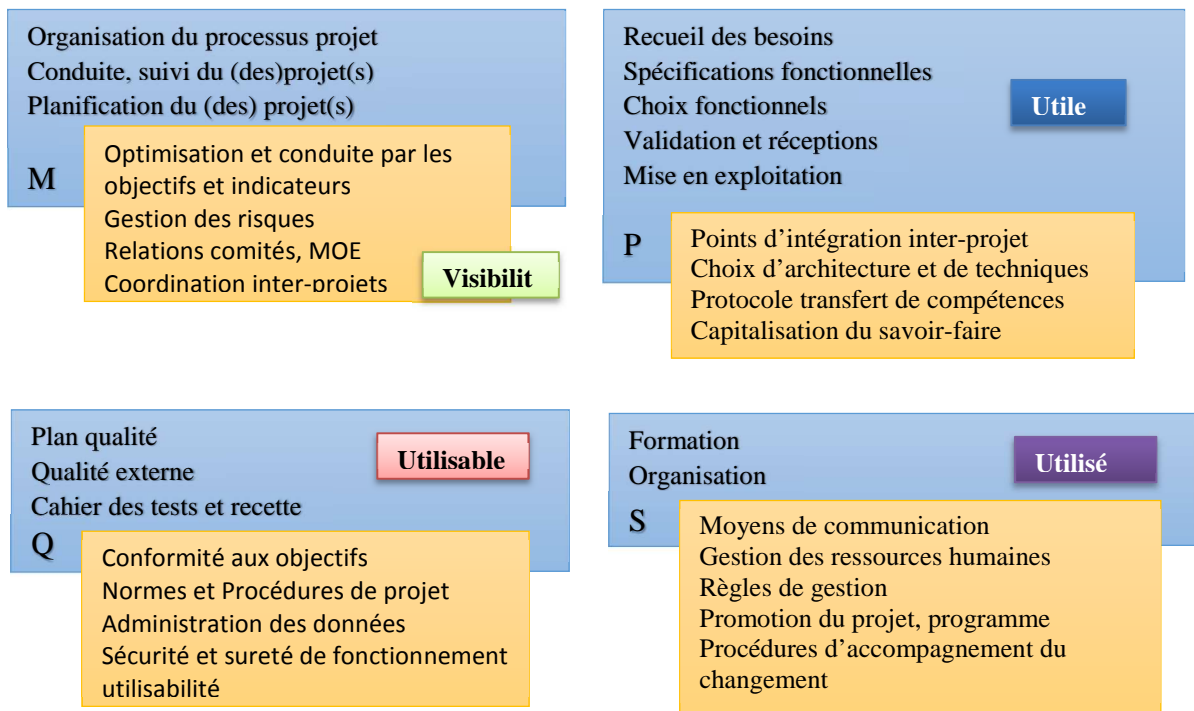 Organisation du processus projet
Conduite, suivi du (des)projet(s)
Planification du (des) projet(s)
M
Optimisation et conduite par les
objectifs et indicateurs
Gestion des risques
Relations comités, MOE
Coordination inter-projets
Visibilit
Recueil des besoins
Spécifications fonctionnelles
Choix fonctionnels
Validation et réceptions
Mise en exploitation
Utile
P
Points d’intégration inter-projet
Choix d’architecture et de techniques
Protocole transfert de compétences
Capitalisation du savoir-faire
Plan qualité
Qualité externe
Cahier des tests et recette
Utilisable
Q
Conformité aux objectifs
Normes et Procédures de projet
Administration des données
Sécurité et sureté de fonctionnement
utilisabilité
Formation
Organisation
Utilisé
S
Moyens de communication
Gestion des ressources humaines
Règles de gestion
Promotion du projet, programme
Procédures d’accompagnement du
changement